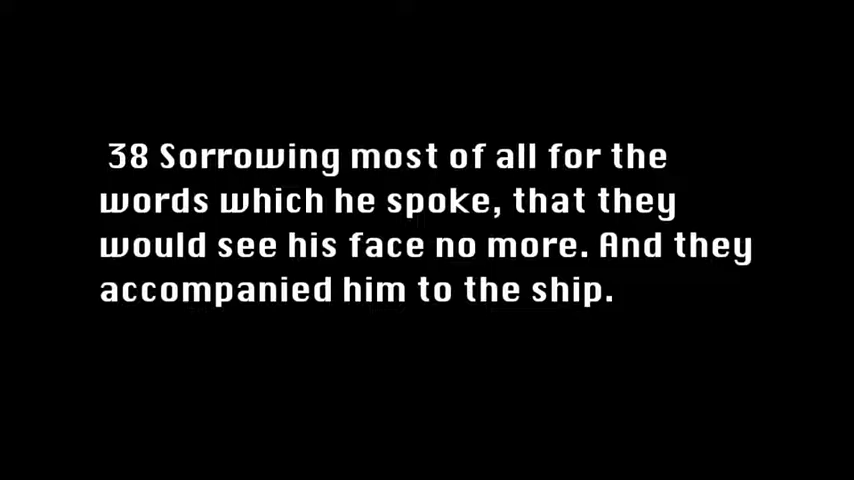 38 Sorrowing most of all for the
words which he spoke, that they
would see his face no more. And they
accompanied him to the ship.